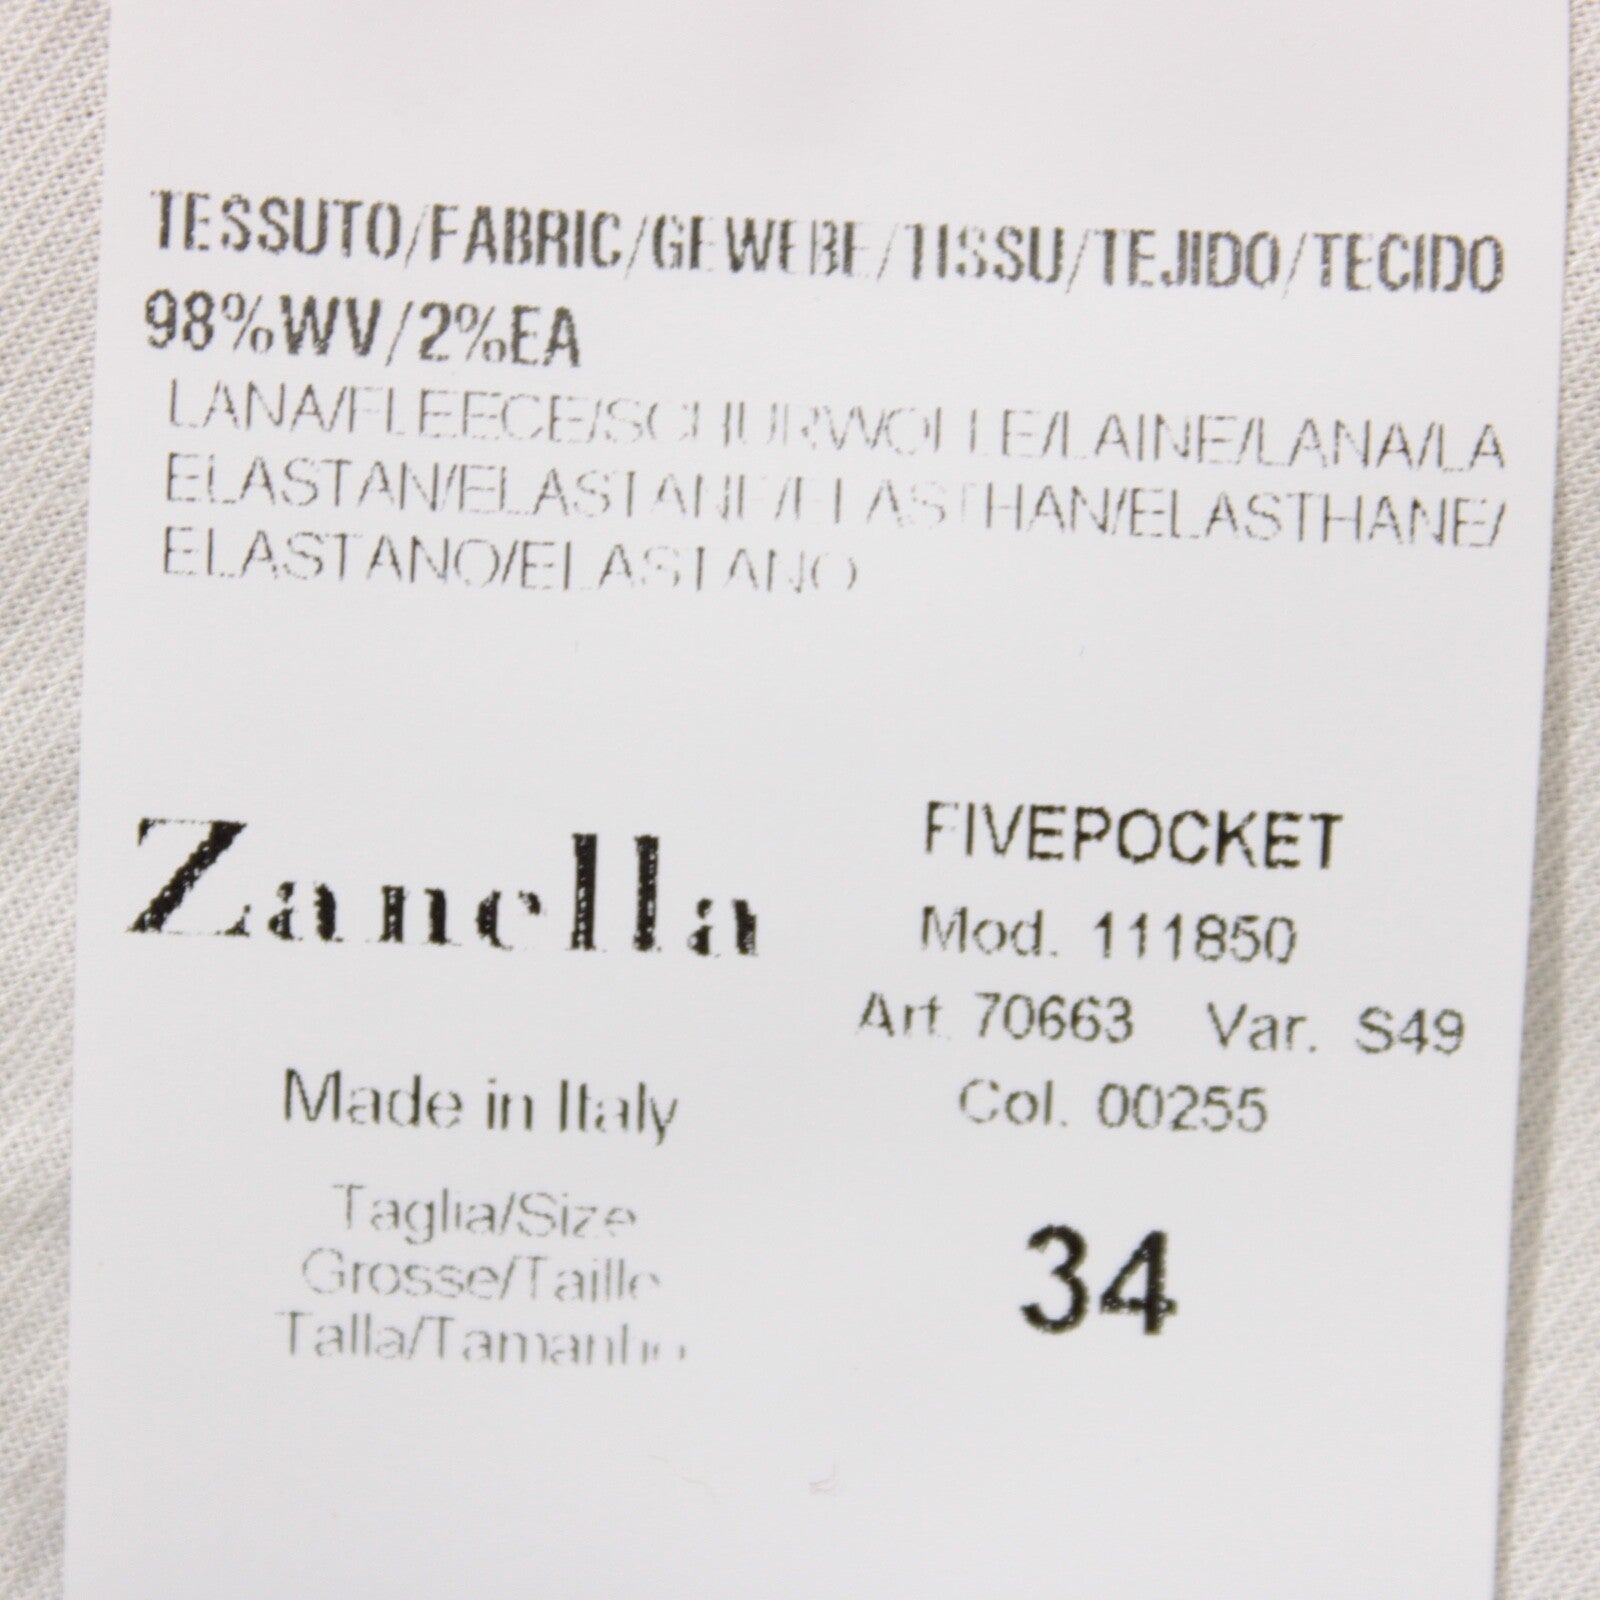 TESSUTO/FABRIC/GEWEBE/TISSU/TEJIDO/TECIDO
98%WV/2%EA
LANA/FLEECE/SCHURWOLLE/LAINE/LANA/LA
ELASTAN/ELASTANE/ELASTHAN/ELASTHANE/
ELASTANO/ELASTANO
Zanella
Made in Italy
Taglia/Size
Grosse/Taille
Talla/Tamanho
FIVEPOCKET
Mod. 111850
Art. 70663 Var. S49
Col. 00255
34